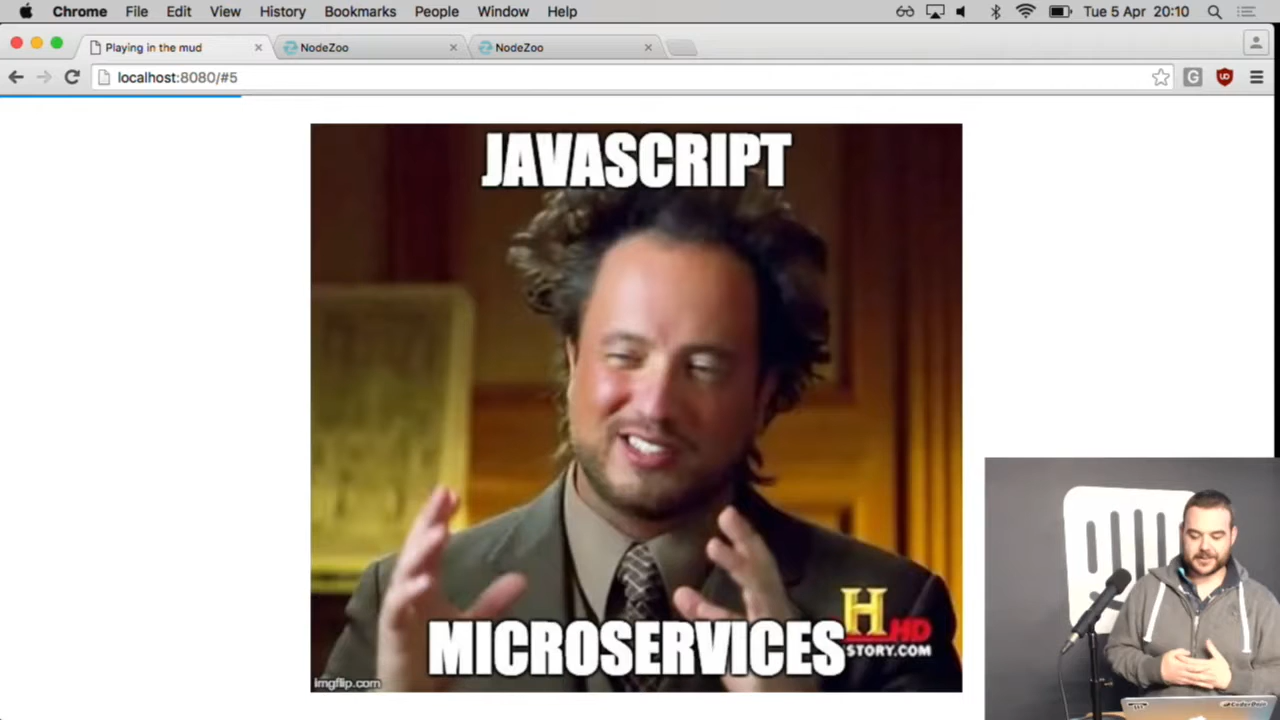 Chrome File Edit View History Bookmarks People Window Help Tue 5 Apr 20:10
Playing in the mud NodeZoo NodeZoo
localhost:8080/#5
JAVASCRIPT
MICROSERVICES
H HD
STORY.COM
imgflip.com